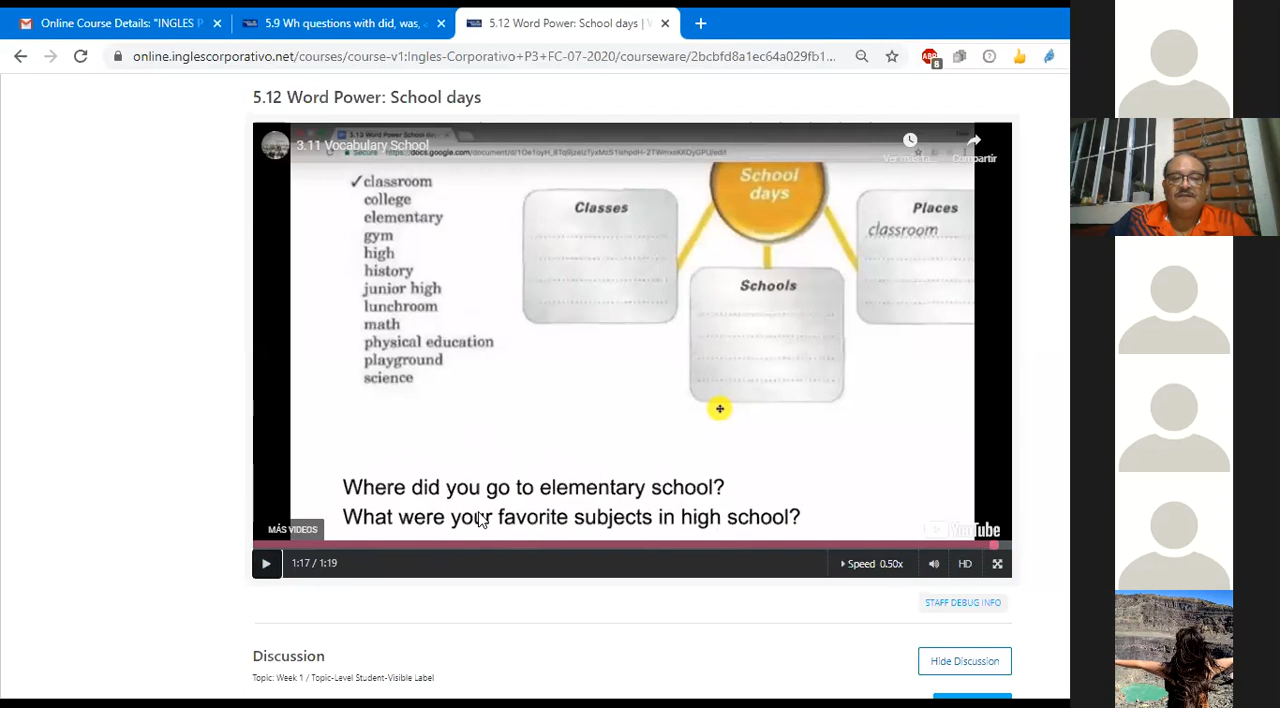 Online Course Details: "INGLES P
5.9 Wh questions with did, was,
5.12 Word Power: School days | V
online.inglescorporativo.net/courses/course-v1:Ingles-Corporativo+P3+FC-07-2020/courseware/2bcbfd8a1ec64a029fb1...
8
5.12 Word Power: School days
3.11 Vocabulary School
Ver más ta...
Compartir
✓classroom
college
elementary
gym
high
history
junior high
lunchroom
math
physical education
playground
science
Classes
School
days
Schools
Places
classroom
Where did you go to elementary school?
What were your favorite subjects in high school?
MÁS VIDEOS
YouTube
1:17 / 1:19
Speed 0.50x
HD
STAFF DEBUG INFO
Discussion
Hide Discussion
Topic: Week 1 / Topic-Level Student-Visible Label